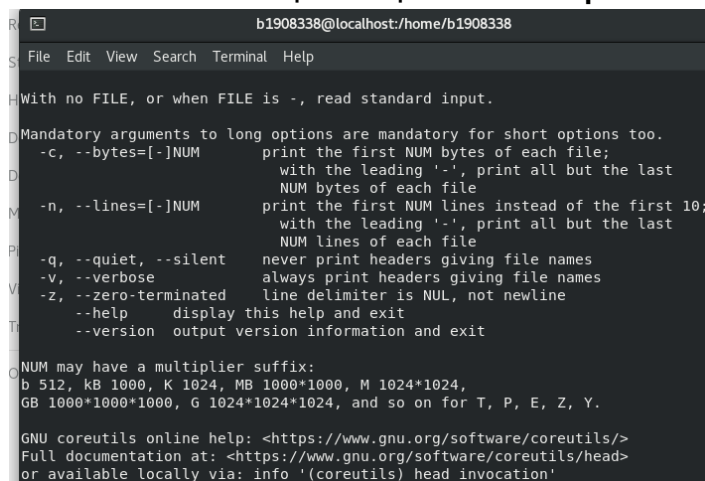 b1908338@localhost:/home/b1908338
File Edit View Search Terminal Help
With no FILE, or when FILE is -, read standard input.
Mandatory arguments to long options are mandatory for short options too.
-c, --bytes=[-]NUM print the first NUM bytes of each file;
with the leading '-', print all but the last
NUM bytes of each file
-n, --lines=[-]NUM print the first NUM lines instead of the first 10;
with the leading '-', print all but the last
NUM lines of each file
-q, --quiet, --silent never print headers giving file names
-v, --verbose always print headers giving file names
-z, --zero-terminated line delimiter is NUL, not newline
--help display this help and exit
--version output version information and exit
NUM may have a multiplier suffix:
b 512, kB 1000, K 1024, MB 1000*1000, M 1024*1024,
GB 1000*1000*1000, G 1024*1024*1024, and so on for T, P, E, Z, Y.
GNU coreutils online help: <https://www.gnu.org/software/coreutils/>
Full documentation at: <https://www.gnu.org/software/coreutils/head>
or available locally via: info '(coreutils) head invocation'